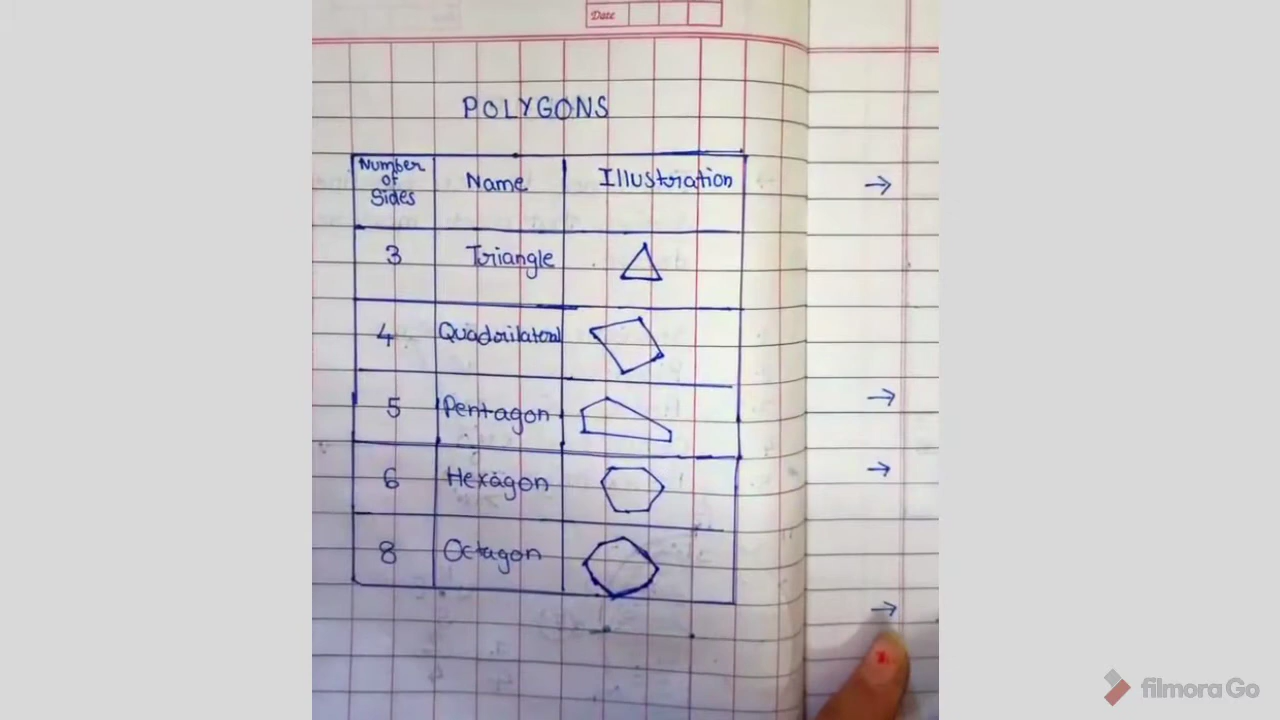 Date
POLYGONS
Number of Sides Name Illustration
3 Triangle
4 Quadrilateral
5 Pentagon
6 Hexagon
8 Octagon
→
→
→
→
filmora Go